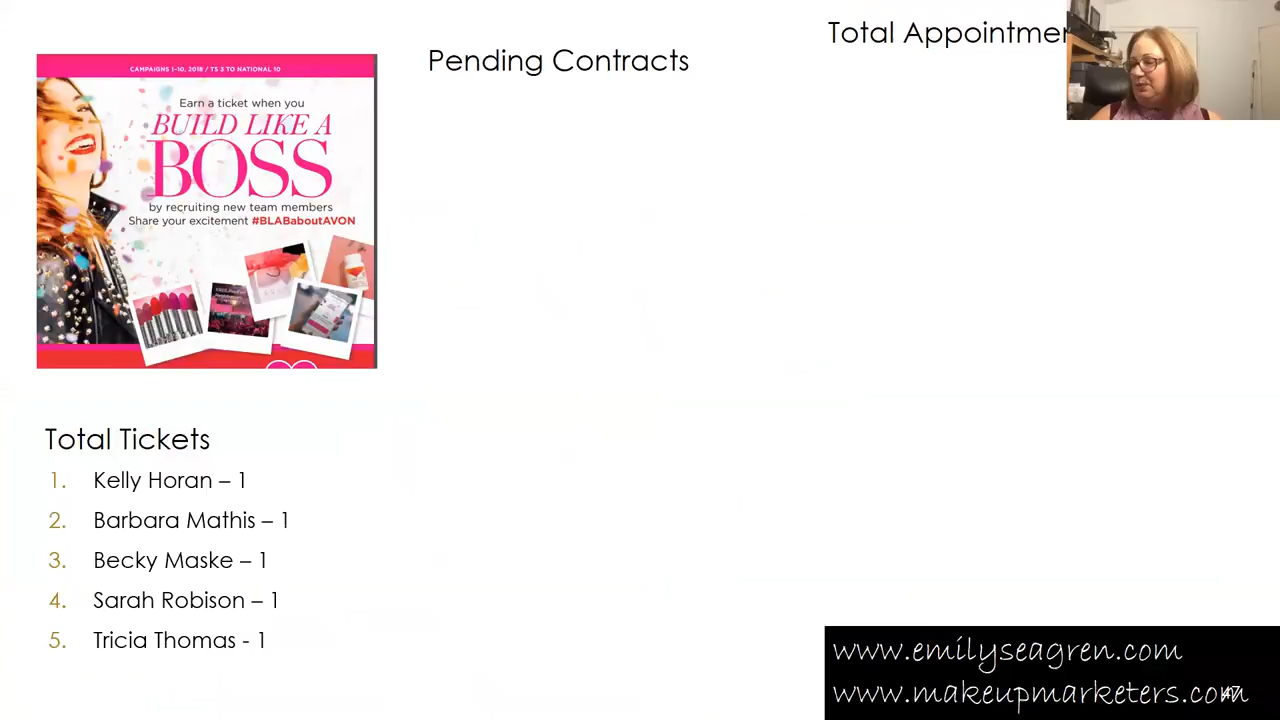 Total Appointmen
Pending Contracts
CAMPAIGNS 1-10, 2018 / TS 3 TO NATIONAL 10
Earn a ticket when you
BUILD LIKE A
BOSS
by recruiting new team members
Share your excitement #BLABaboutAVON
Total Tickets
1. Kelly Horan – 1
2. Barbara Mathis – 1
3. Becky Maske – 1
4. Sarah Robison – 1
5. Tricia Thomas - 1
www.emilyseagren.com
www.makeupmarketers.com
47